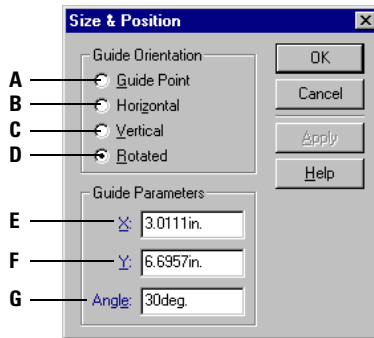 Size & Position
Guide Orientation
A Guide Point
B Horizontal
C Vertical
D Rotated
OK
Cancel
Apply
Help
Guide Parameters
E X: 3.0111in.
F Y: 6.6957in.
G Angle: 30deg.